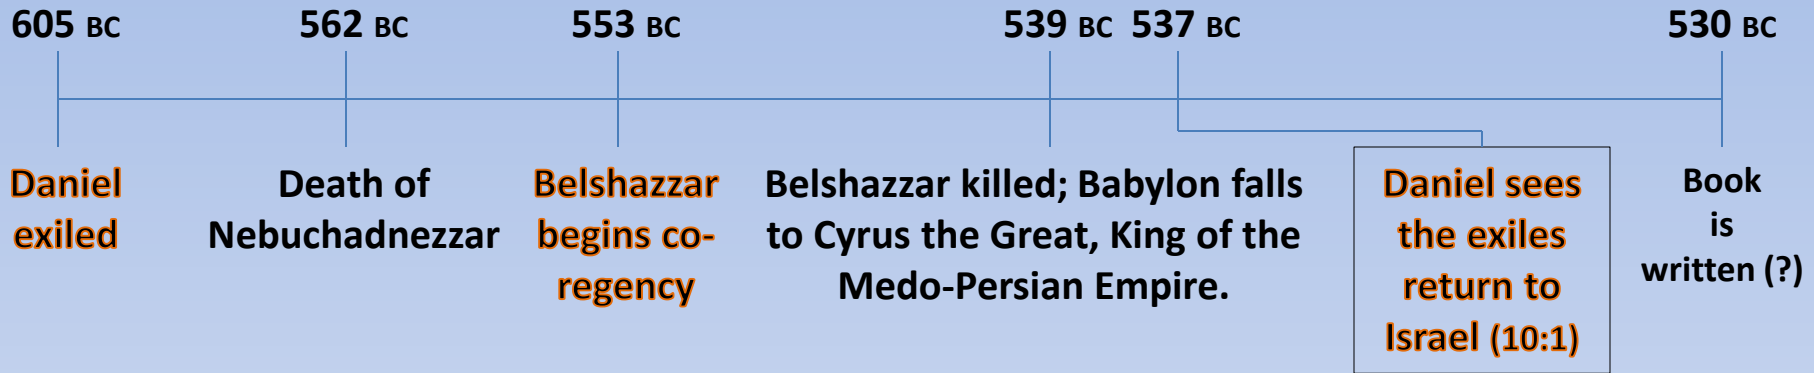 605 BC
562 BC
553 BC
539 BC
537 BC
530 BC
Daniel
exiled
Death of
Nebuchadnezzar
Belshazzar
begins co-
regency
Belshazzar killed; Babylon falls
to Cyrus the Great, King of the
Medo-Persian Empire.
Daniel sees
the exiles
return to
Israel (10:1)
Book
is
written (?)